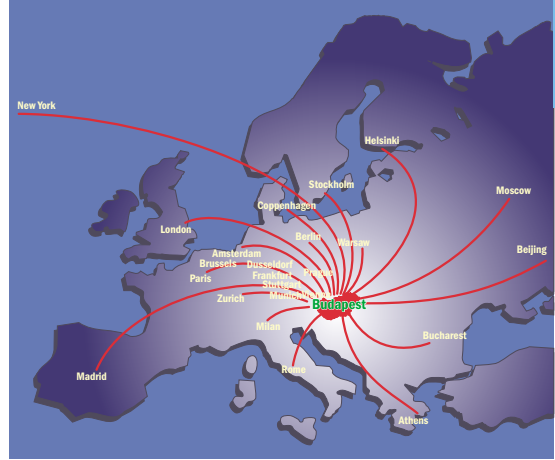 New York
Helsinki
Stockholm
Moscow
Coppenhagen
London
Berlin
Warsaw
Beijing
Amsterdam
Brussels
Dusseldorf
Prague
Paris
Frankfurt
Stuttgart
Zurich
Budapest
Milan
Bucharest
Rome
Madrid
Athens